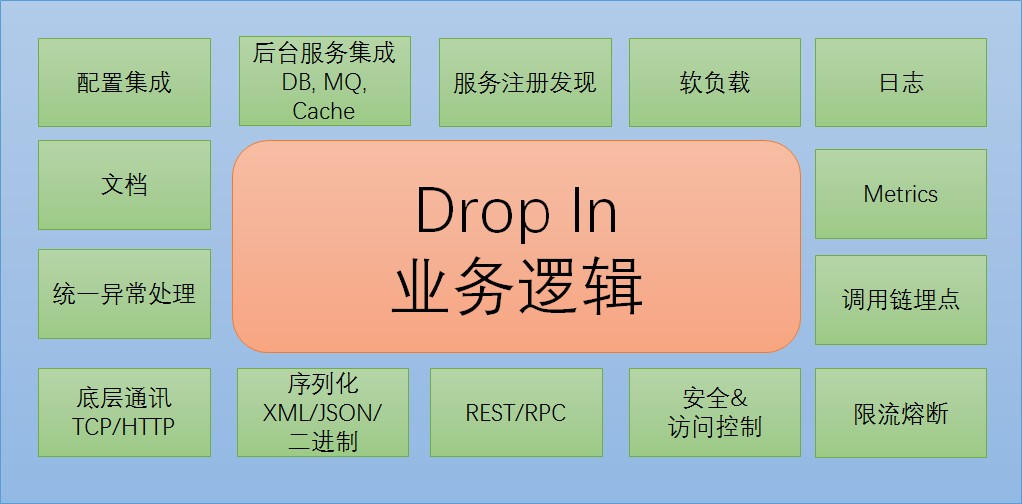 配置集成
后台服务集成
DB, MQ,
Cache
服务注册发现
软负载
日志
文档
Drop In
业务逻辑
Metrics
统一异常处理
调用链埋点
底层通讯
TCP/HTTP
序列化
XML/JSON/
二进制
REST/RPC
安全&
访问控制
限流熔断